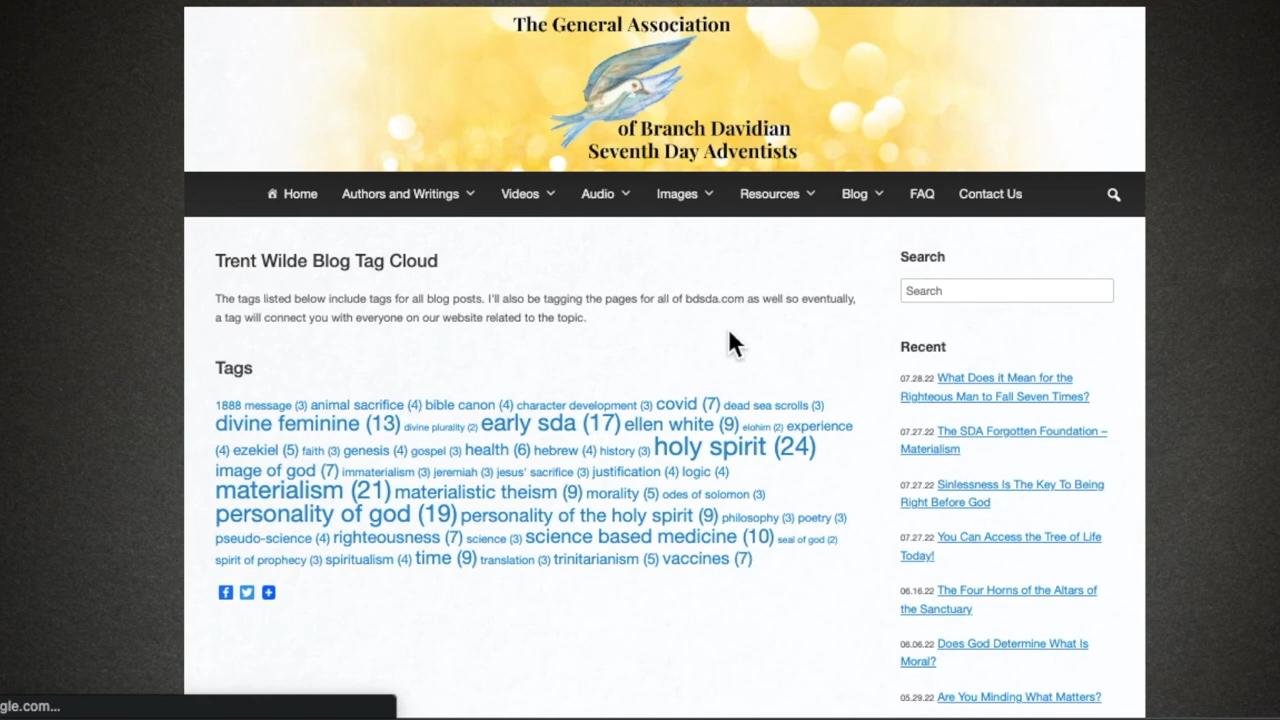 The General Association
of Branch Davidian
Seventh Day Adventists
Home Authors and Writings Videos Audio Images Resources Blog FAQ Contact Us
Trent Wilde Blog Tag Cloud
The tags listed below include tags for all blog posts. I'll also be tagging the pages for all of bdsda.com as well so eventually,
a tag will connect you with everyone on our website related to the topic.
Tags
1888 message (3) animal sacrifice (4) bible canon (4) character development (3) covid (7) dead sea scrolls (3)
divine feminine (13) divine plurality (2) early sda (17) ellen white (9) elohim (2) experience
(4) ezekiel (5) faith (3) genesis (4) gospel (3) health (6) hebrew (4) history (3) holy spirit (24)
image of god (7) immaterialism (3) jeremiah (3) jesus' sacrifice (3) justification (4) logic (4)
materialism (21) materialistic theism (9) morality (5) odes of solomon (3)
personality of god (19) personality of the holy spirit (9) philosophy (3) poetry (3)
pseudo-science (4) righteousness (7) science (3) science based medicine (10) seal of god (2)
spirit of prophecy (3) spiritualism (4) time (9) translation (3) trinitarianism (5) vaccines (7)
Search
Search
Recent
07.28.22 What Does it Mean for the
Righteous Man to Fall Seven Times?
07.27.22 The SDA Forgotten Foundation –
Materialism
07.27.22 Sinlessness Is The Key To Being
Right Before God
07.27.22 You Can Access the Tree of Life
Today!
06.16.22 The Four Horns of the Altars of
the Sanctuary
06.06.22 Does God Determine What Is
Moral?
05.29.22 Are You Minding What Matters?
gle.com...